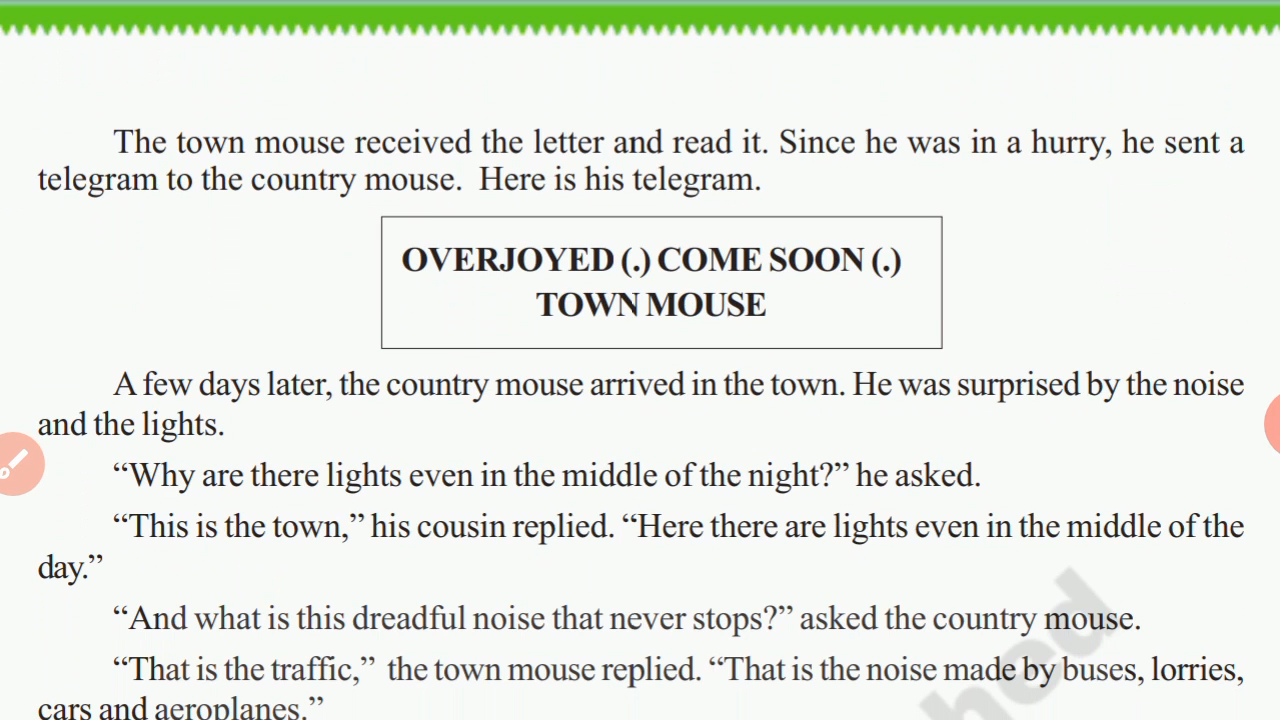 The town mouse received the letter and read it. Since he was in a hurry, he sent a
telegram to the country mouse.  Here is his telegram.
OVERJOYED (.) COME SOON (.)
TOWN MOUSE
A few days later, the country mouse arrived in the town. He was surprised by the noise
and the lights.
“Why are there lights even in the middle of the night?” he asked.
“This is the town,” his cousin replied. “Here there are lights even in the middle of the
day.”
“And what is this dreadful noise that never stops?” asked the country mouse.
“That is the traffic,”  the town mouse replied. “That is the noise made by buses, lorries,
cars and aeroplanes.”